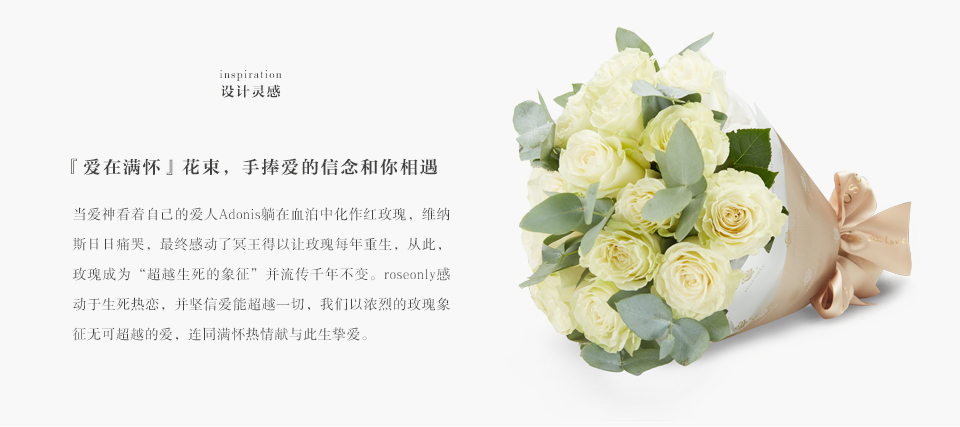 inspiration
设计灵感
『爱在满怀』花束，手捧爱的信念和你相遇
当爱神看着自己的爱人Adonis躺在血泊中化作红玫瑰，维纳
斯日日痛哭，最终感动了冥王得以让玫瑰每年重生，从此，
玫瑰成为“超越生死的象征”并流传千年不变。roseonly感
动于生死热恋，并坚信爱能超越一切，我们以浓烈的玫瑰象
征无可超越的爱，连同满怀热情献与此生挚爱。